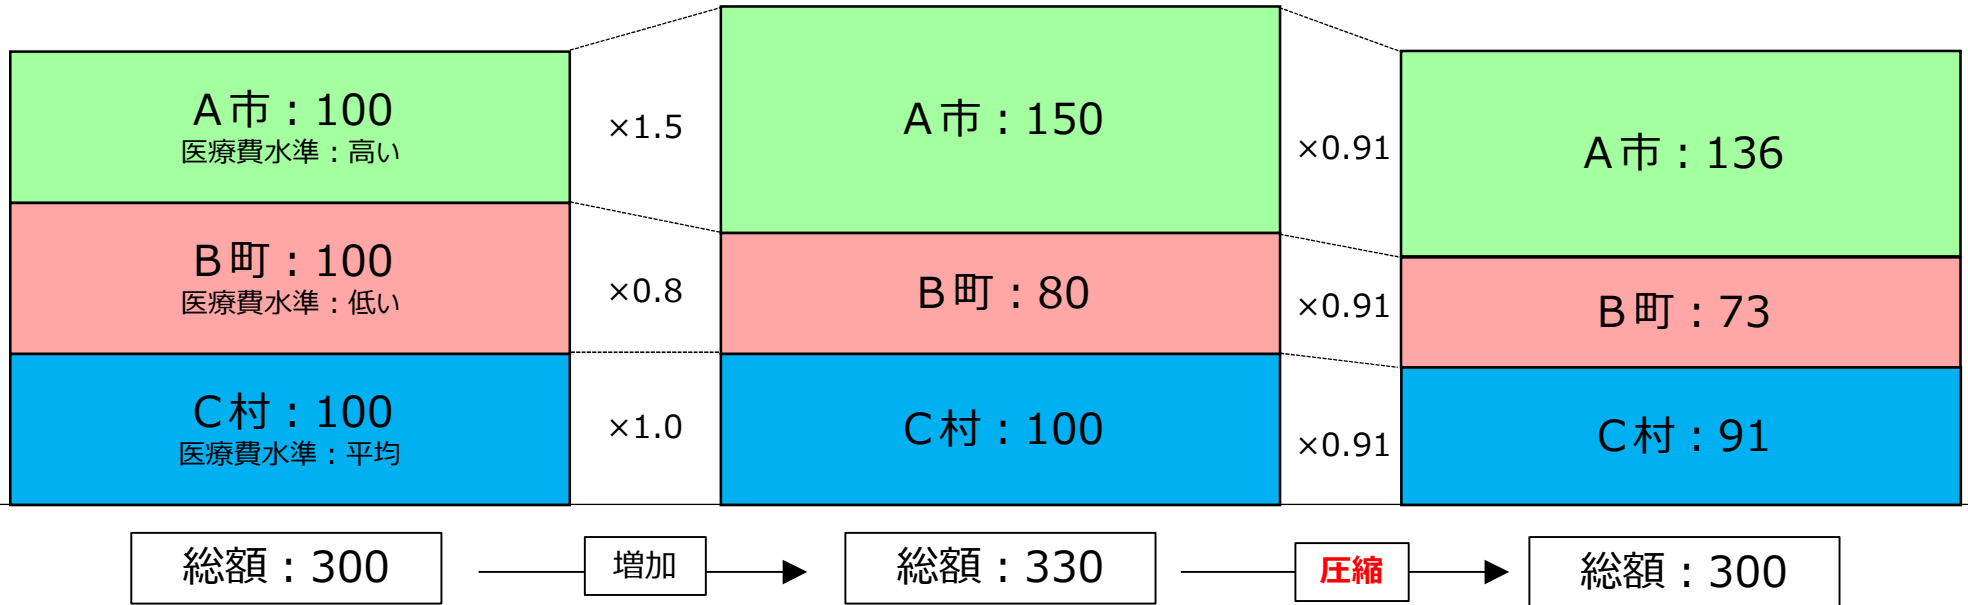 A市：100
医療費水準：高い
B町：100
医療費水準：低い
C村：100
医療費水準：平均
総額：300
×1.5
×0.8
×1.0
増加
A市：150
B町：80
C村：100
総額：330
×0.91
×0.91
×0.91
圧縮
A市：136
B町：73
C村：91
総額：300